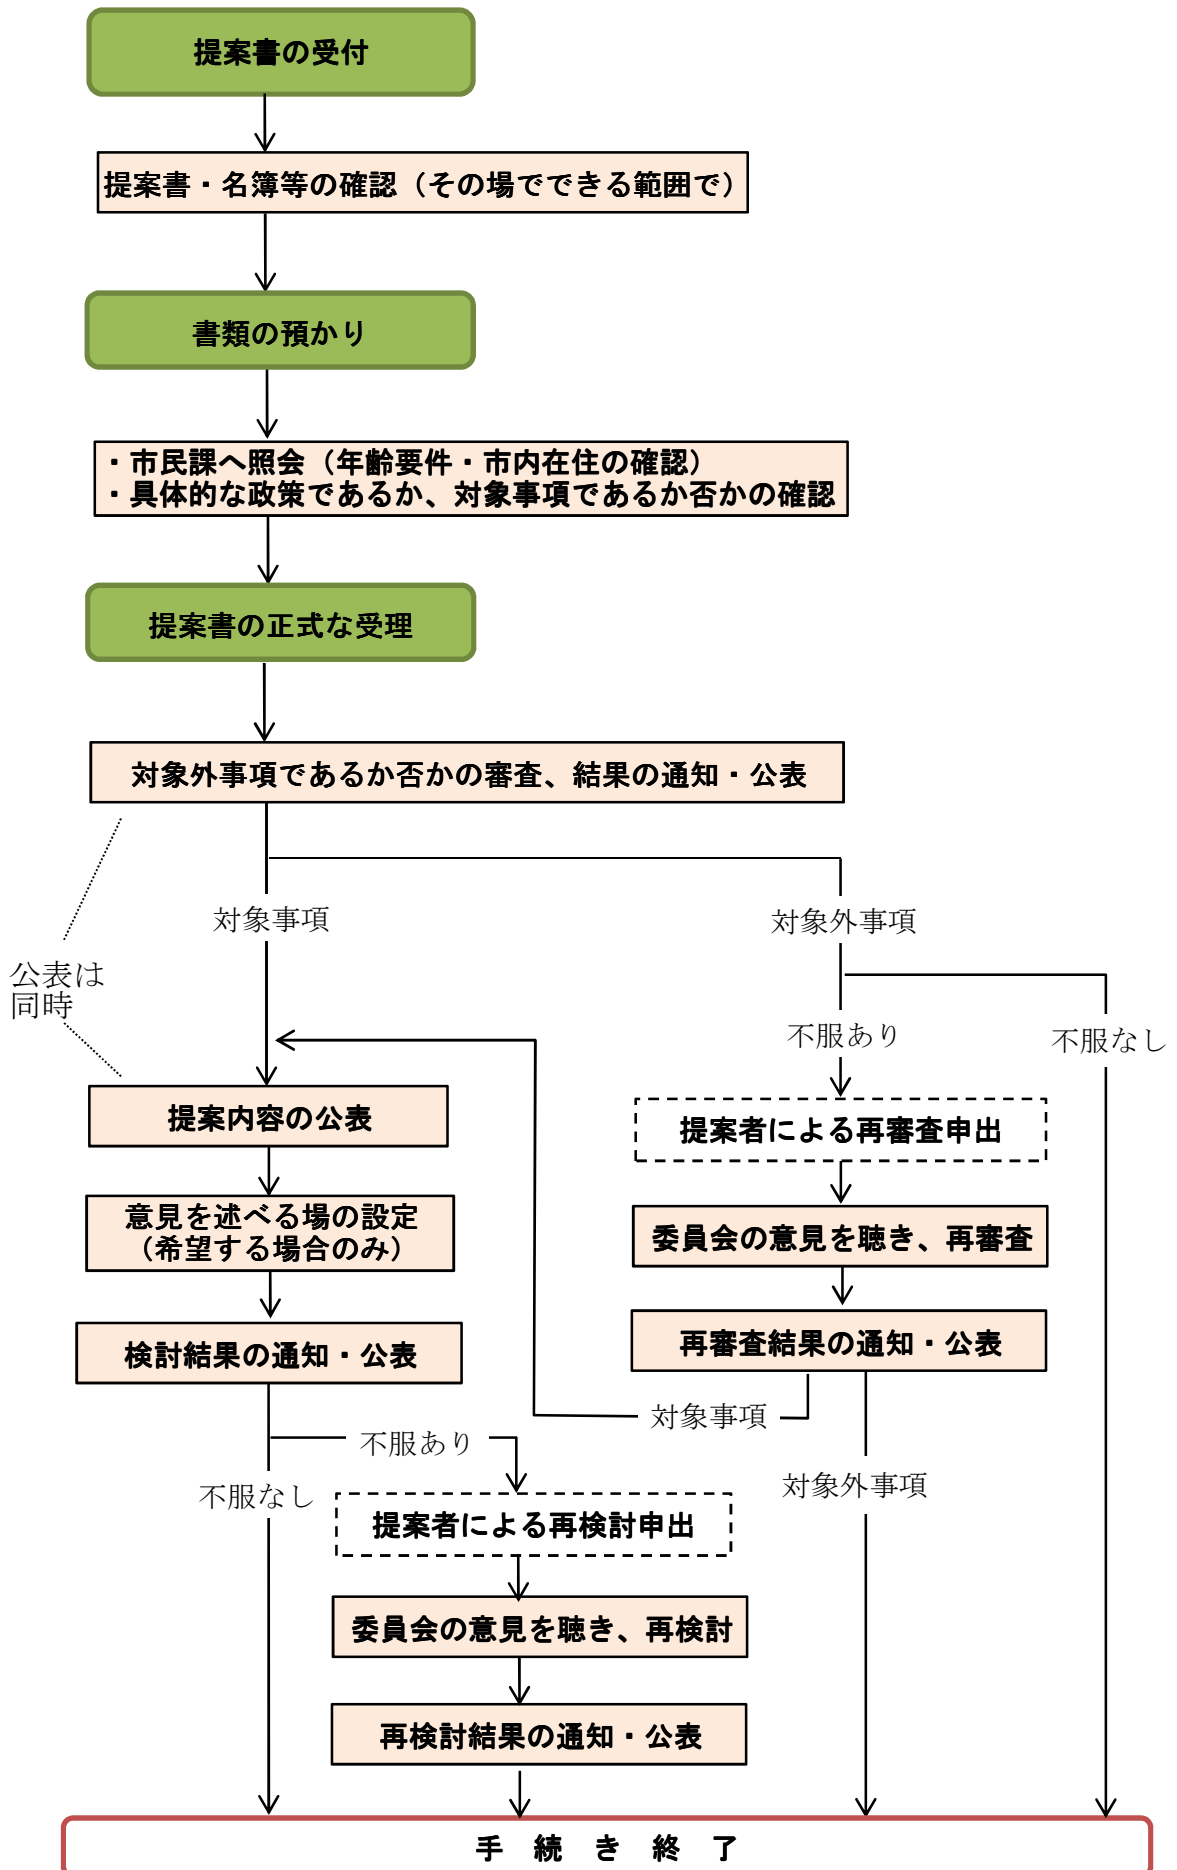 提案書の受付
提案書・名簿等の確認（その場でできる範囲で）
書類の預かり
・市民課へ照会（年齢要件・市内在住の確認）
・具体的な政策であるか、対象事項であるか否かの確認
提案書の正式な受理
対象外事項であるか否かの審査、結果の通知・公表
対象事項
対象外事項
公表は
同時
不服あり
不服なし
提案内容の公表
提案者による再審査申出
意見を述べる場の設定
（希望する場合のみ）
委員会の意見を聴き、再審査
検討結果の通知・公表
再審査結果の通知・公表
対象事項
不服あり
対象外事項
不服なし
提案者による再検討申出
委員会の意見を聴き、再検討
再検討結果の通知・公表
手　続　き　終　了